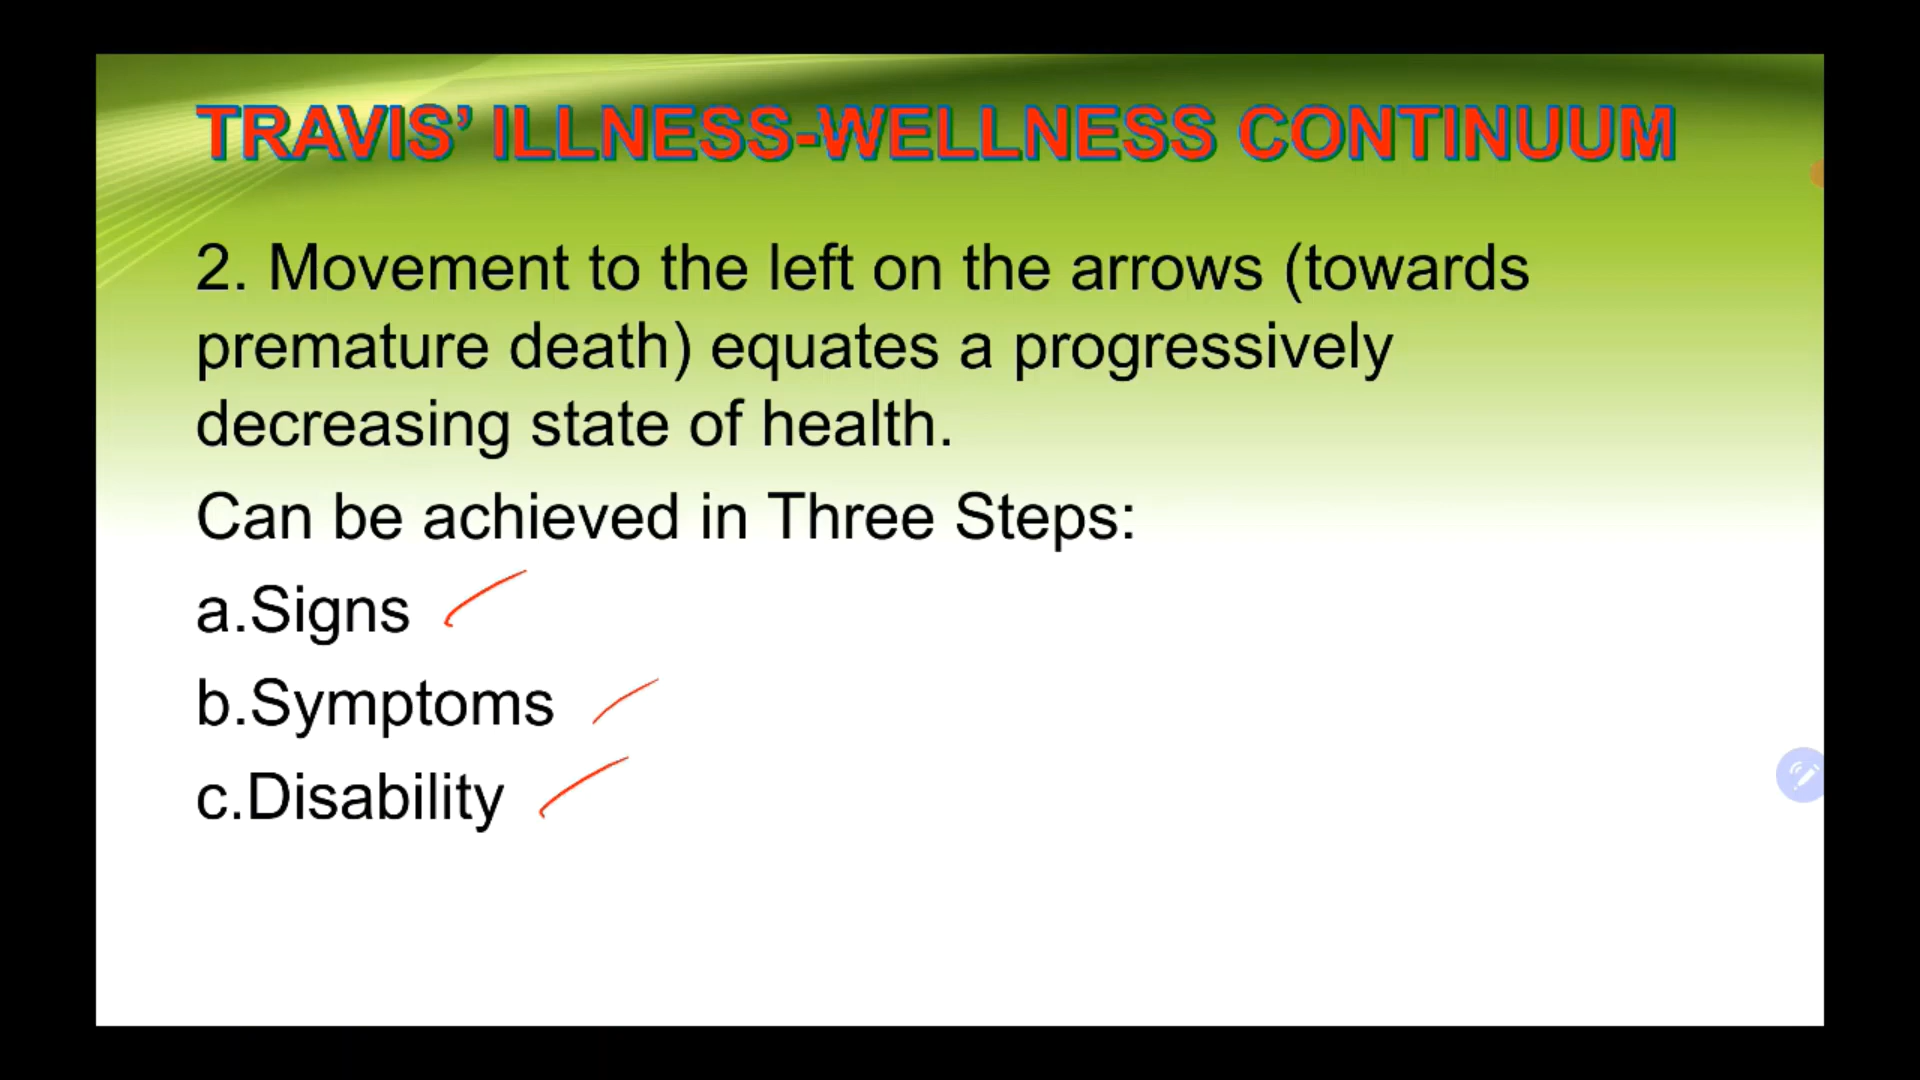 TRAVIS’ ILLNESS-WELLNESS CONTINUUM
2. Movement to the left on the arrows (towards
premature death) equates a progressively
decreasing state of health.
Can be achieved in Three Steps:
a.Signs
b.Symptoms
c.Disability